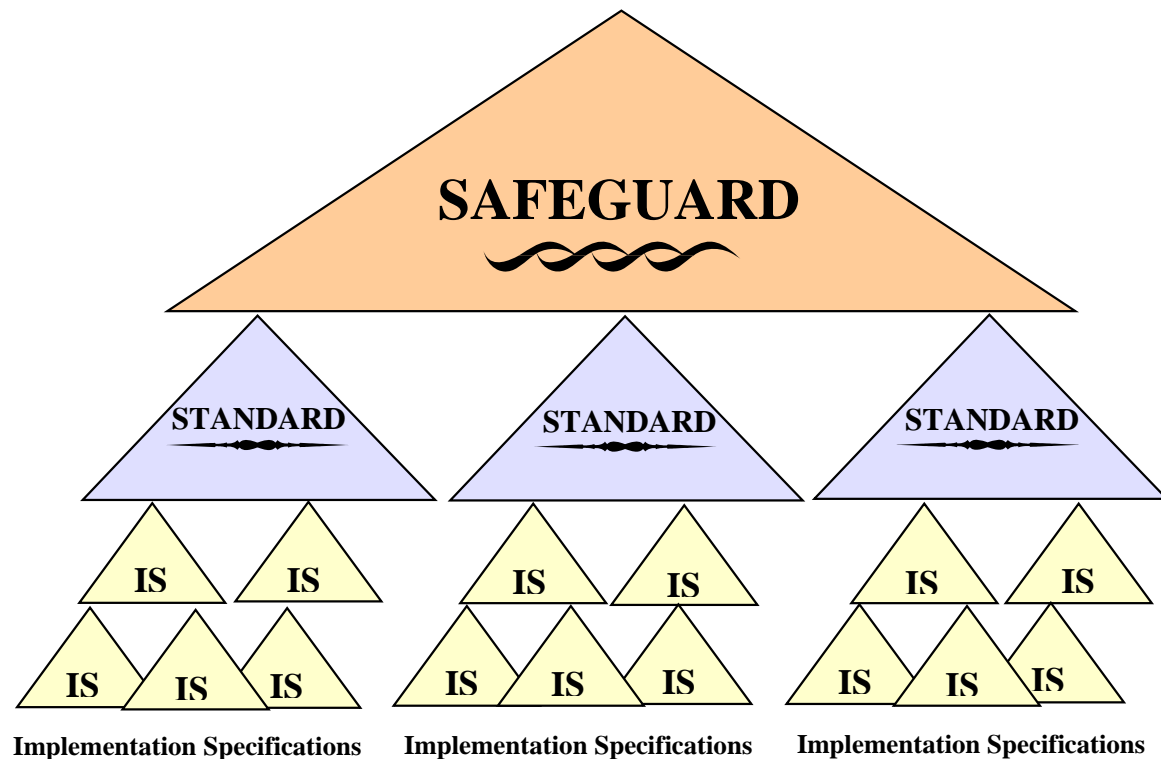 SAFEGUARD
STANDARD STANDARD STANDARD
IS IS IS IS IS IS
IS IS IS IS IS IS IS IS IS
Implementation Specifications Implementation Specifications Implementation Specifications